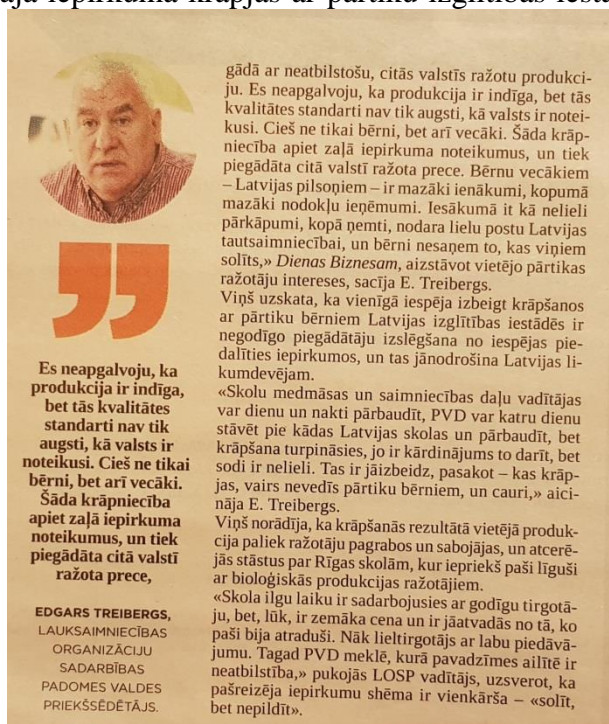 gādā ar neatbilstošu, citās valstīs ražotu produkci-
ju. Es neapgalvoju, ka produkcija ir indīga, bet tās
kvalitātes standarti nav tik augsti, kā valsts ir notei-
kusi. Cieš ne tikai bērni, bet arī vecāki. Šāda krāp-
niecība apiet zaļā iepirkuma noteikumus, un tiek
piegādāta citā valstī ražota prece. Bērnu vecākiem
– Latvijas pilsoņiem – ir mazāki ienākumi, kopumā
mazāki nodokļu ieņēmumi. Iesākumā it kā nelieli
pārkāpumi, kopā ņemti, nodara lielu postu Latvijas
tautsaimniecībai, un bērni nesaņem to, kas viņiem
solīts,» Dienas Biznesam, aizstāvot vietējo pārtikas
ražotāju intereses, sacīja E. Treibergs.
Viņš uzskata, ka vienīgā iespēja izbeigt krāpšanos
ar pārtiku bērniem Latvijas izglītības iestādēs ir
negodīgo piegādātāju izslēgšana no iespējas pie-
dalīties iepirkumos, un tas jānodrošina Latvijas li-
kumdevējam.
«Skolu medmāsas un saimniecības daļu vadītājas
var dienu un nakti pārbaudīt, PVD var katru dienu
stāvēt pie kādas Latvijas skolas un pārbaudīt, bet
krāpšana turpināsies, jo ir kārdinājums to darīt, bet
sodi ir nelieli. Tas ir jāizbeidz, pasakot – kas krāp-
jas, vairs nevedīs pārtiku bērniem, un cauri,» aici-
nāja E. Treibergs.
Viņš norādīja, ka krāpšanās rezultātā vietējā produk-
cija paliek ražotāju pagrabos un sabojājas, un atcerē-
jās stāstus par Rīgas skolām, kur iepriekš paši līguši
ar bioloģiskās produkcijas ražotājiem.
«Skola ilgu laiku ir sadarbojusies ar godīgu tirgotā-
ju, bet, lūk, ir zemāka cena un ir jāatvadās no tā, ko
paši bija atraduši. Nāk lieltirgotājs ar labu piedāvā-
jumu. Tagad PVD meklē, kurā pavadzīmes ailītē ir
neatbilstība,» pukojās LOSP vadītājs, uzsverot, ka
pašreizējā iepirkumu shēma ir vienkārša – «solīt,
bet nepildīt».
Es neapgalvoju, ka
produkcija ir indīga,
bet tās kvalitātes
standarti nav tik
augsti, kā valsts ir
noteikusi. Cieš ne tikai
bērni, bet arī vecāki.
Šāda krāpniecība
apiet zaļā iepirkuma
noteikumus, un tiek
piegādāta citā valstī
ražota prece,
EDGARS TREIBERGS,
LAUKSAIMNIECĪBAS
ORGANIZĀCIJU
SADARBĪBAS
PADOMES VALDES
PRIEKŠSĒDĒTĀJS.